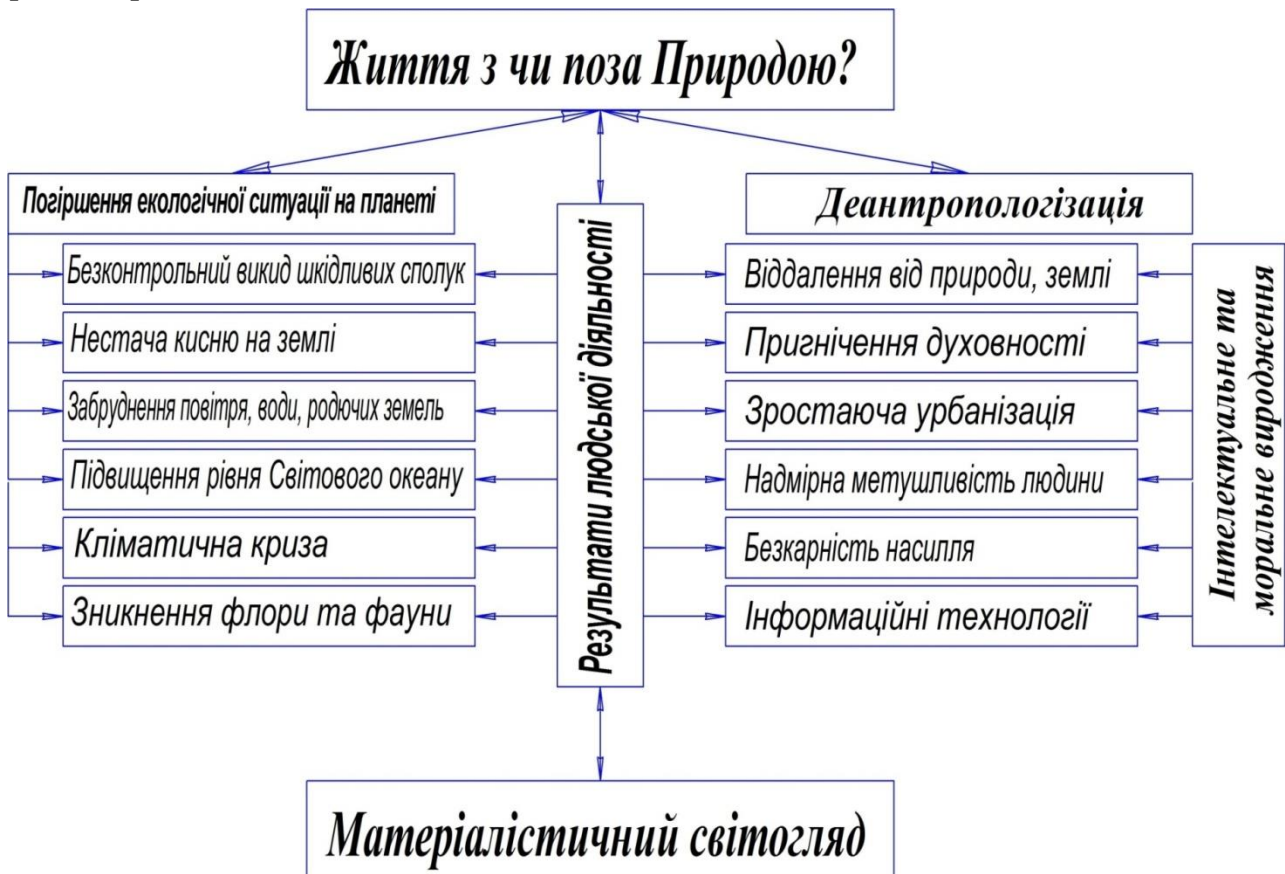 Життя з чи поза Природою?
Погіршення екологічної ситуації на планеті
Безконтрольний викид шкідливих сполук
Нестача кисню на землі
Забруднення повітря, води, родючих земель
Підвищення рівня Світового океану
Кліматична криза
Зникнення флори та фауни
Результати людської діяльності
Деантропологізація
Віддалення від природи, землі
Пригнічення духовності
Зростаюча урбанізація
Надмірна метушливість людини
Безкарність насилля
Інформаційні технології
Інтелектуальне та
моральне виродження
Матеріалістичний світогляд